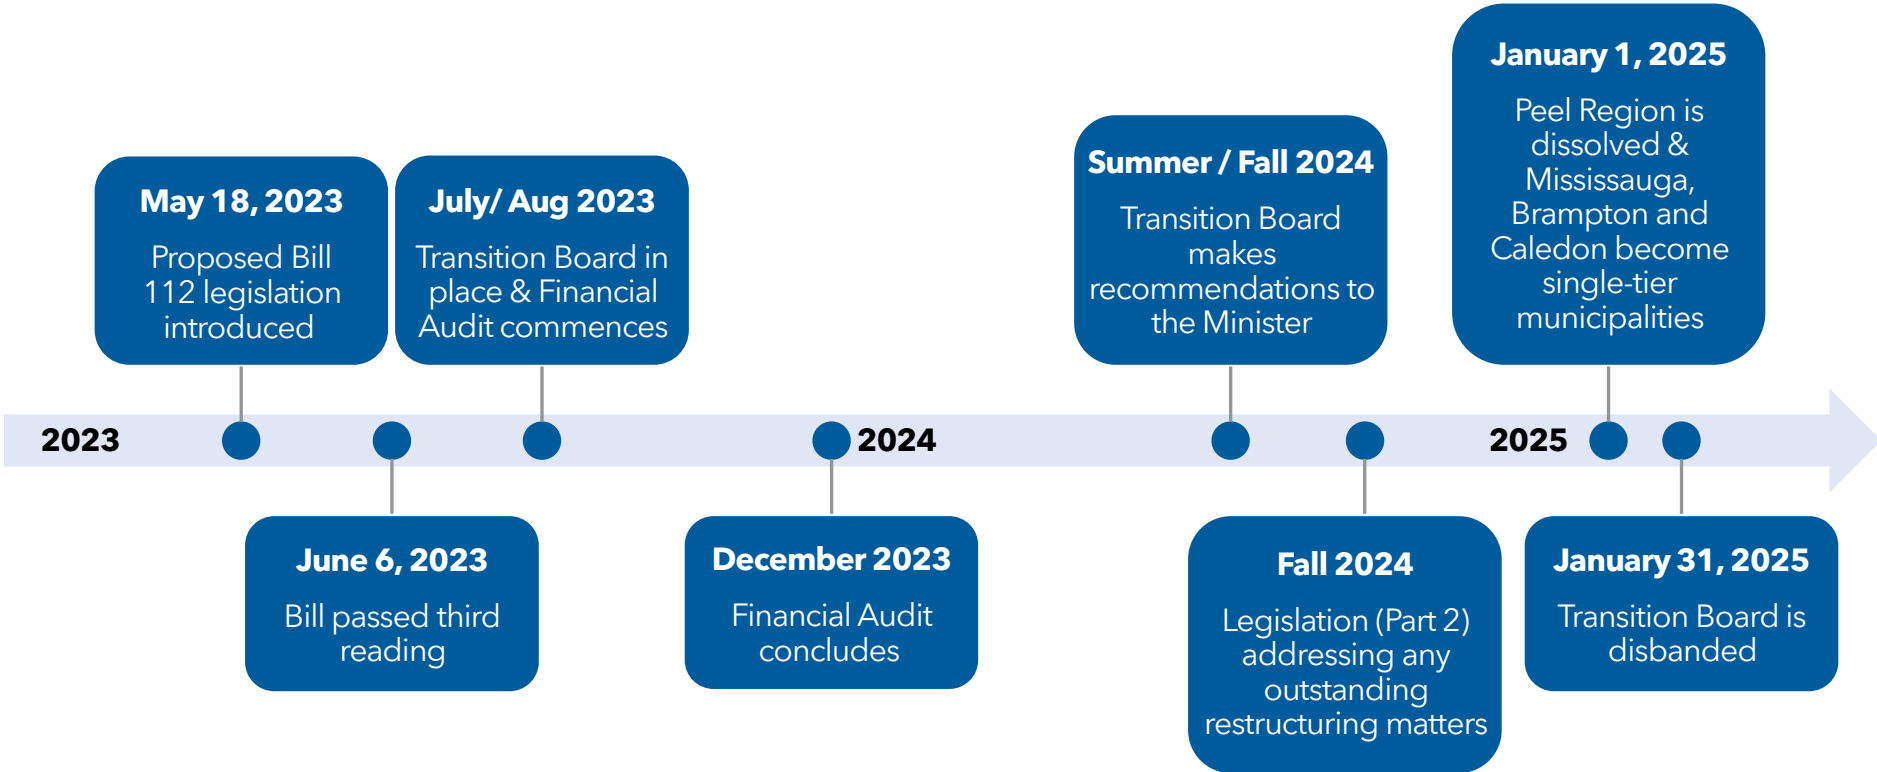 January 1, 2025
Peel Region is
dissolved &
Mississauga,
Brampton and
Caledon become
single-tier
municipalities
Summer / Fall 2024
Transition Board
makes
recommendations to
the Minister
May 18, 2023
Proposed Bill
112 legislation
introduced
July/ Aug 2023
Transition Board in
place & Financial
Audit commences
2023
2024
2025
June 6, 2023
Bill passed third
reading
December 2023
Financial Audit
concludes
Fall 2024
Legislation (Part 2)
addressing any
outstanding
restructuring matters
January 31, 2025
Transition Board is
disbanded